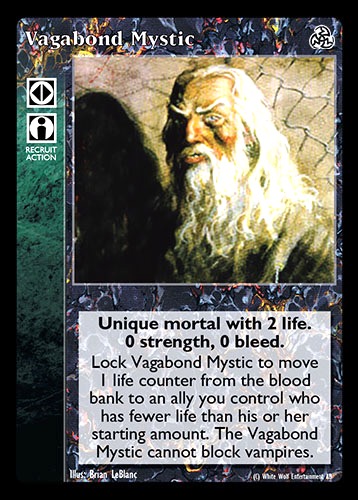 Vagabond Mystic
RECRUIT
ACTION
Unique mortal with 2 life.
0 strength, 0 bleed.
Lock Vagabond Mystic to move
1 life counter from the blood
bank to an ally you control who
has fewer life than his or her
starting amount. The Vagabond
Mystic cannot block vampires.
Illus: Brian LeBlanc
(C) White Wolf Entertainment AB